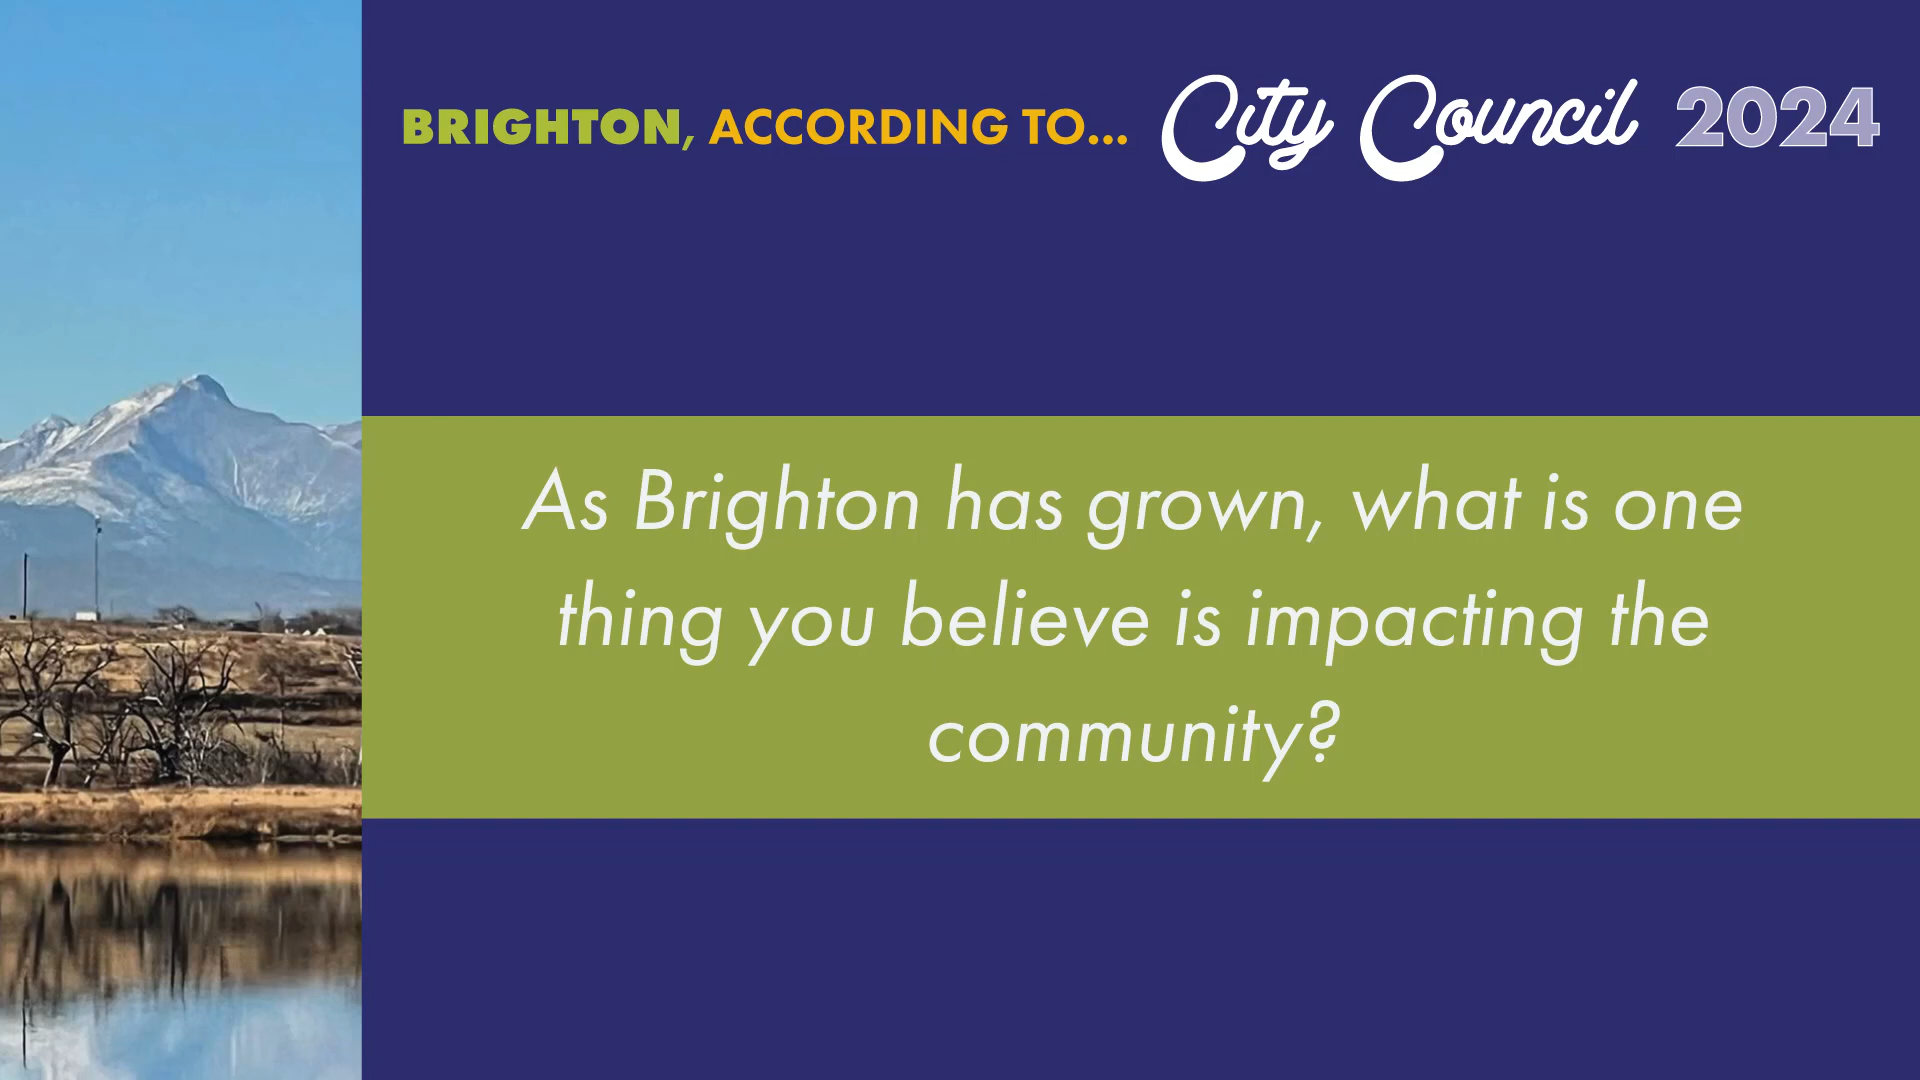 BRIGHTON, ACCORDING TO... City Council 2024
As Brighton has grown, what is one
thing you believe is impacting the
community?